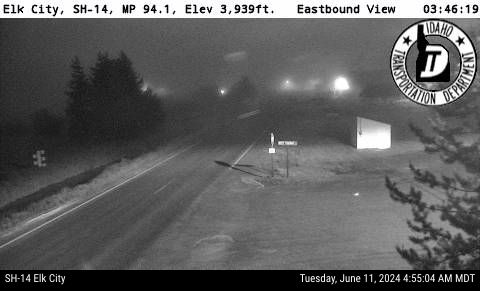 Elk City, SH-14, MP 94.1, Elev 3,939ft. Eastbound View 03:46:19
IDAHO
TRANSPORTATION DEPARTMENT
SH-14 Elk City Tuesday, June 11, 2024 4:55:04 AM MDT